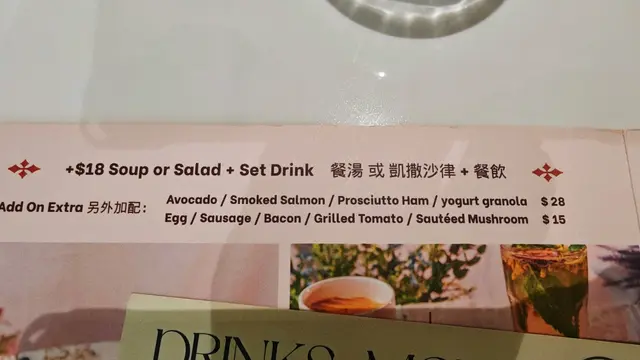 +$18 Soup or Salad + Set Drink 餐湯 或 凱撒沙律 + 餐飲
Add On Extra 另外加配： Avocado / Smoked Salmon / Prosciutto Ham / yogurt granola $ 28
Egg / Sausage / Bacon / Grilled Tomato / Sautéed Mushroom $ 15
DRINKS